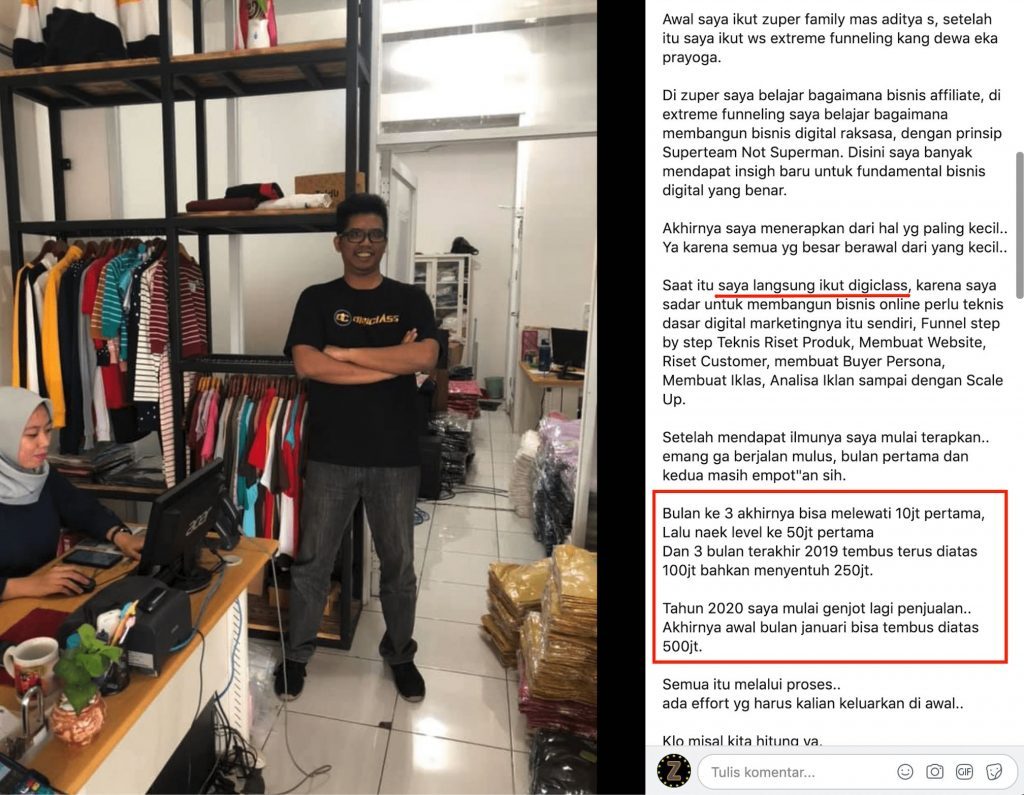 DIGICLASS
acer
Awal saya ikut zuper family mas aditya s, setelah
itu saya ikut ws extreme funneling kang dewa eka
prayoga.
Di zuper saya belajar bagaimana bisnis affiliate, di
extreme funneling saya belajar bagaimana
membangun bisnis digital raksasa, dengan prinsip
Superteam Not Superman. Disini saya banyak
mendapat insigh baru untuk fundamental bisnis
digital yang benar.
Akhirnya saya menerapkan dari hal yg paling kecil..
Ya karena semua yg besar berawal dari yang kecil..
Saat itu saya langsung ikut digiclass, karena saya
sadar untuk membangun bisnis online perlu teknis
dasar digital marketingnya itu sendiri, Funnel step
by step Teknis Riset Produk, Membuat Website,
Riset Customer, membuat Buyer Persona,
Membuat Iklas, Analisa Iklan sampai dengan Scale
Up.
Setelah mendapat ilmunya saya mulai terapkan..
emang ga berjalan mulus, bulan pertama dan
kedua masih empot"an sih.
Bulan ke 3 akhirnya bisa melewati 10jt pertama,
Lalu naek level ke 50jt pertama
Dan 3 bulan terakhir 2019 tembus terus diatas
100jt bahkan menyentuh 250jt.
Tahun 2020 saya mulai genjot lagi penjualan..
Akhirnya awal bulan januari bisa tembus diatas
500jt.
Semua itu melalui proses..
ada effort yg harus kalian keluarkan di awal..
Klo misal kita hitung ya,
Z
Tulis komentar...
GIF